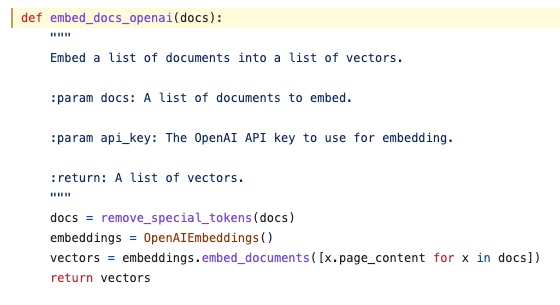 def embed_docs_openai(docs):
    """
    Embed a list of documents into a list of vectors.

    :param docs: A list of documents to embed.

    :param api_key: The OpenAI API key to use for embedding.

    :return: A list of vectors.
    """
    docs = remove_special_tokens(docs)
    embeddings = OpenAIEmbeddings()
    vectors = embeddings.embed_documents([x.page_content for x in docs])
    return vectors